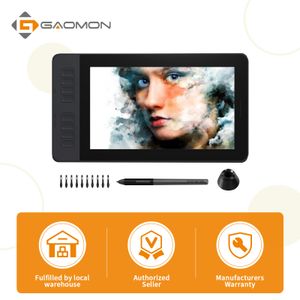 GAOMON
Fulfilled by local
warehouse
Authorized
Seller
Manufacturers
Warranty